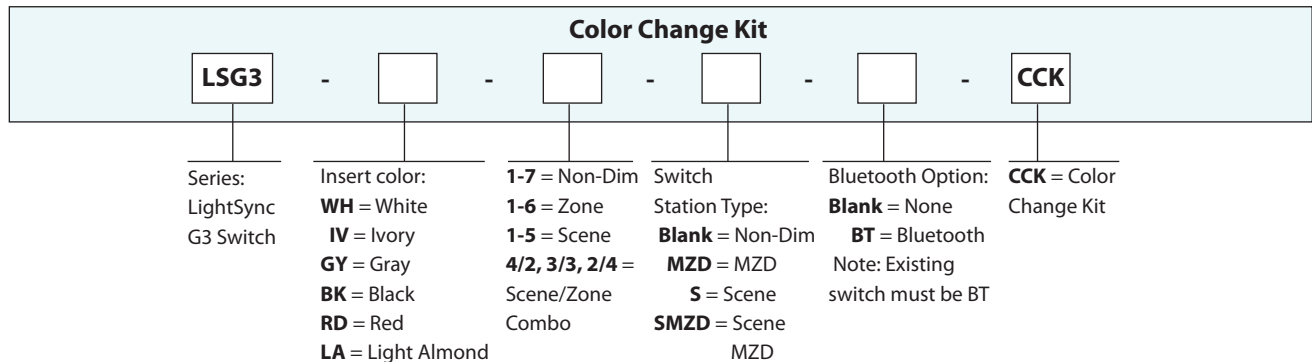 Color Change Kit
LSG3 - - - - - CCK
Series:
LightSync
G3 Switch
Insert color:
WH = White
IV = Ivory
GY = Gray
BK = Black
RD = Red
LA = Light Almond
1-7 = Non-Dim
1-6 = Zone
1-5 = Scene
4/2, 3/3, 2/4 =
Scene/Zone
Combo
Switch
Station Type:
Blank = Non-Dim
MZD = MZD
S = Scene
SMZD = Scene
MZD
Bluetooth Option:
Blank = None
BT = Bluetooth
Note: Existing
switch must be BT
CCK = Color
Change Kit